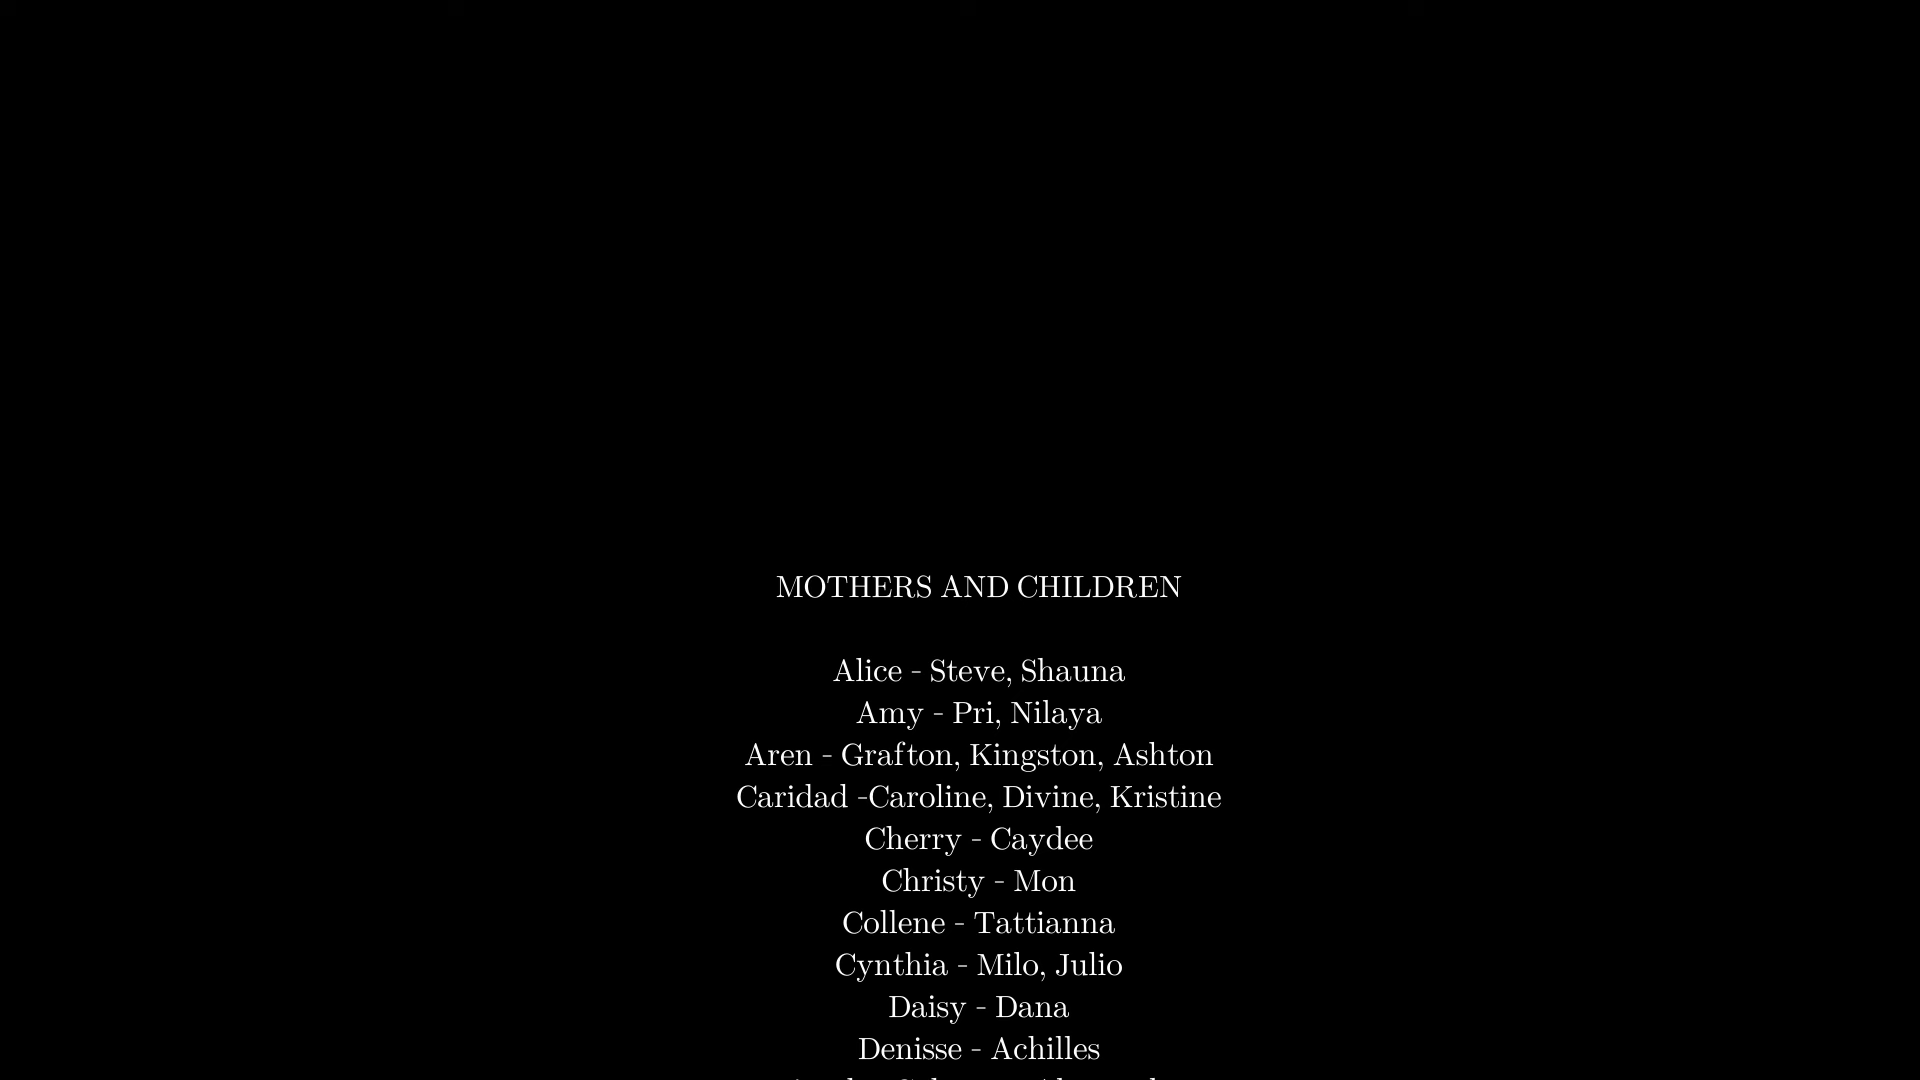 MOTHERS AND CHILDREN
Alice - Steve, Shauna
Amy - Pri, Nilaya
Aren - Grafton, Kingston, Ashton
Caridad -Caroline, Divine, Kristine
Cherry - Caydee
Christy - Mon
Collene - Tattianna
Cynthia - Milo, Julio
Daisy - Dana
Denisse - Achilles